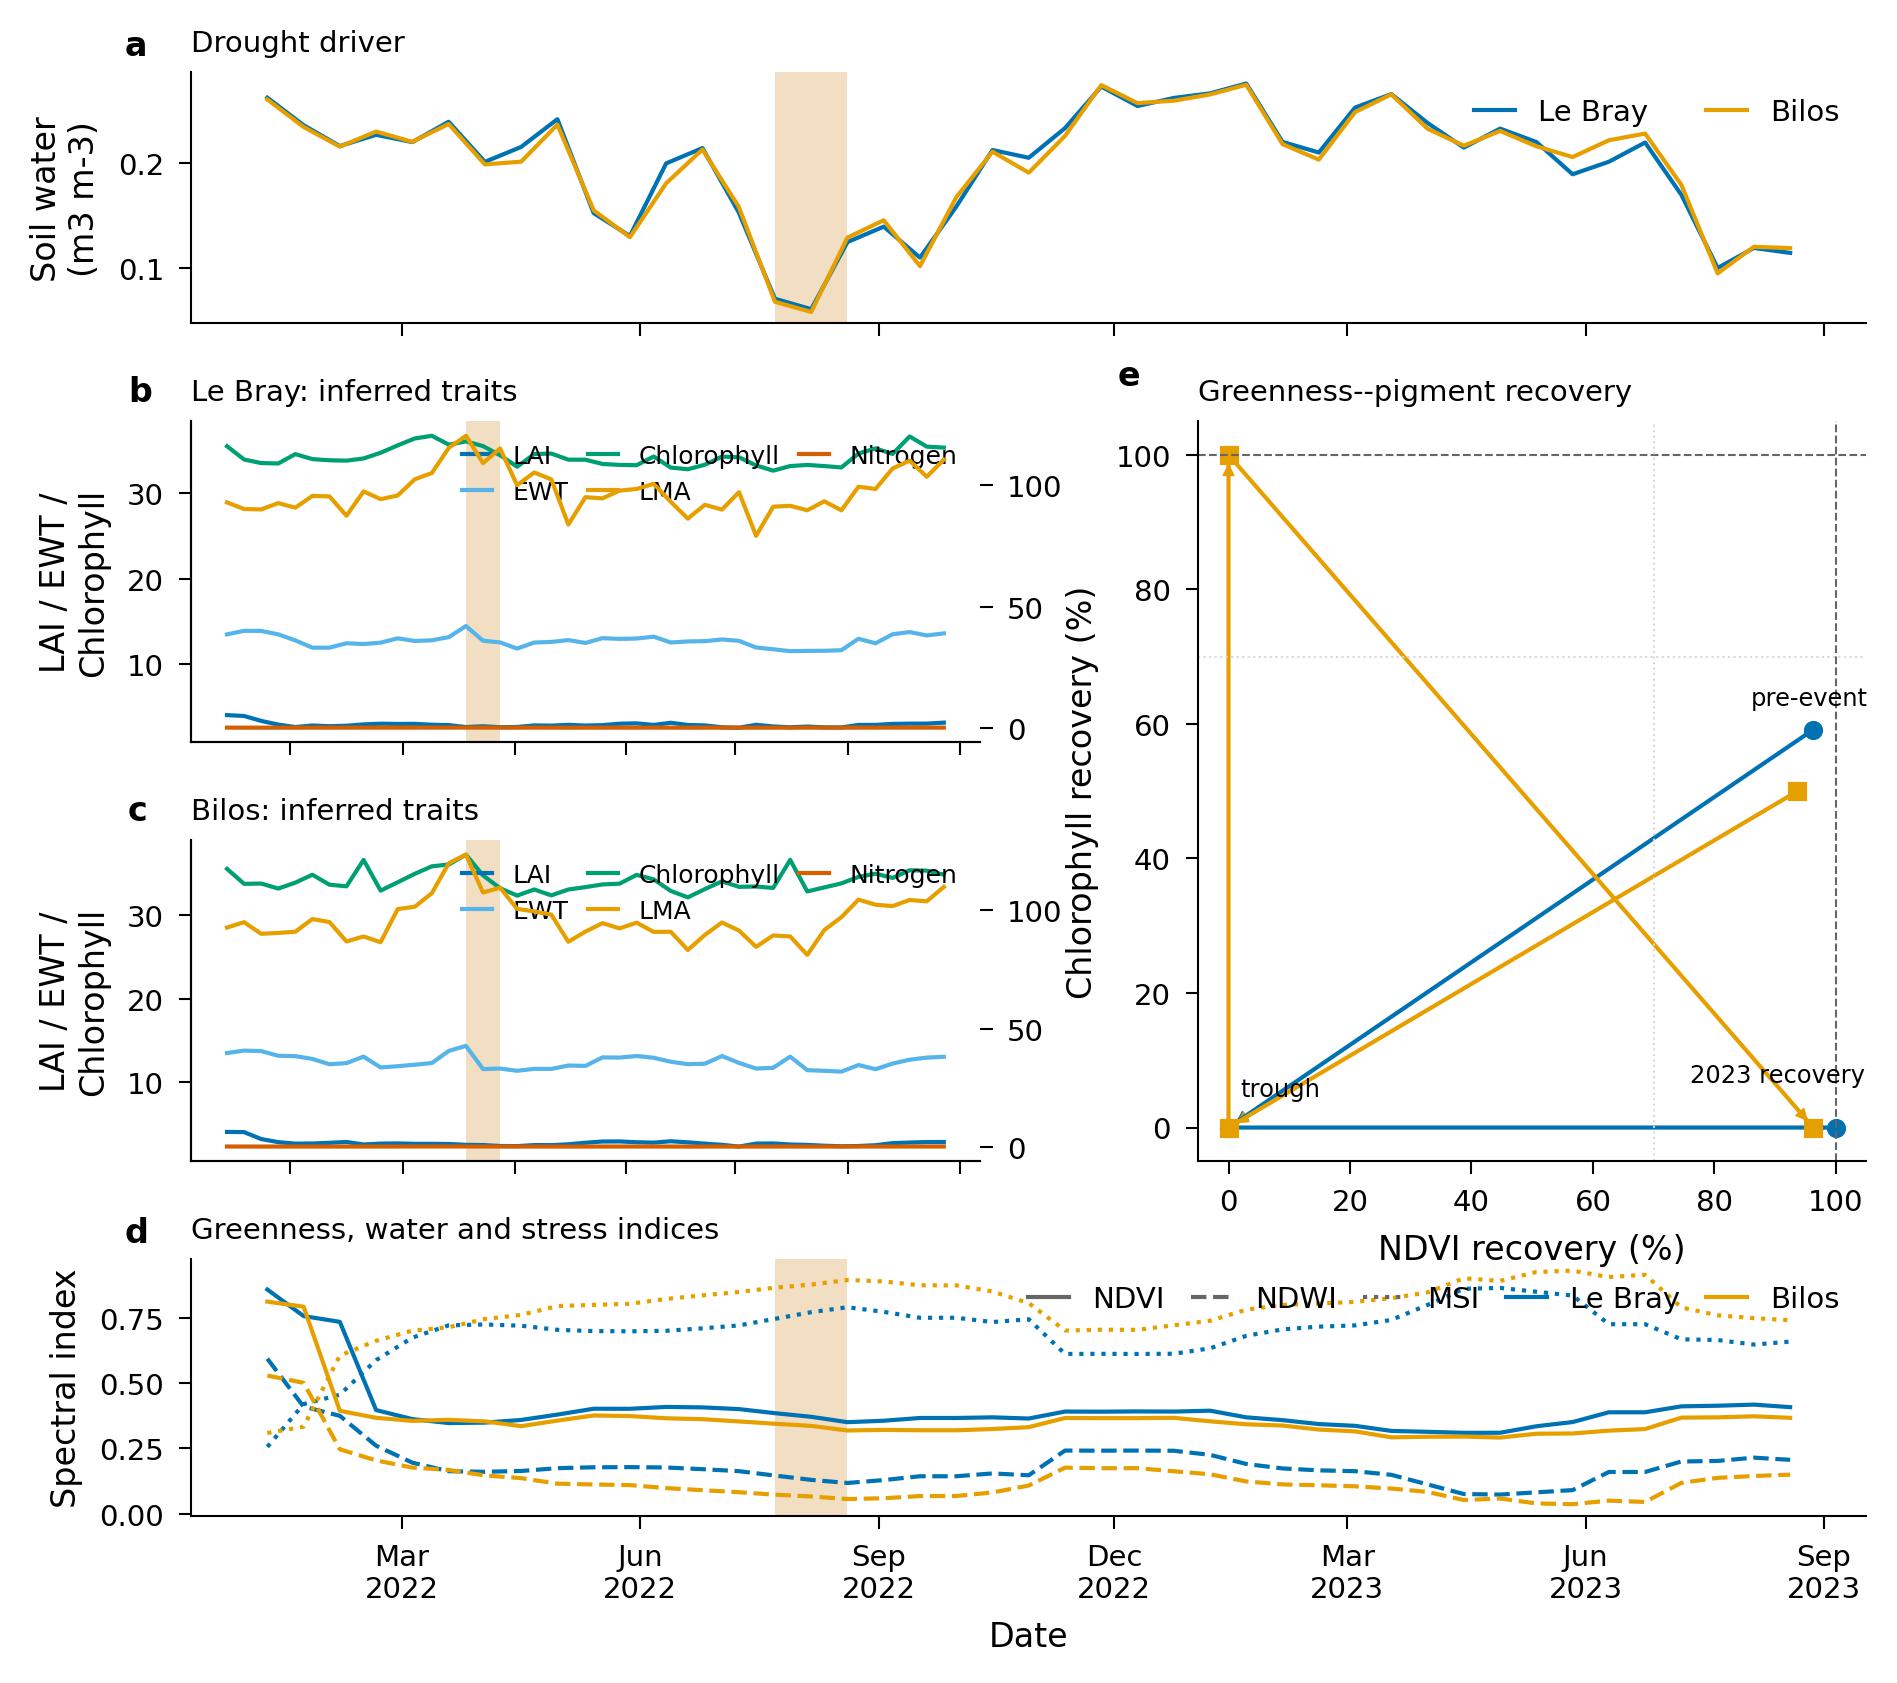 a Drought driver
Soil water
(m3 m-3)
0.2
0.1
Le Bray Bilos
b Le Bray: inferred traits
LAI / EWT /
Chlorophyll
30
20
10
LAI Chlorophyll Nitrogen
EWT LMA
100
50
0
c Bilos: inferred traits
LAI / EWT /
Chlorophyll
30
20
10
LAI Chlorophyll Nitrogen
EWT LMA
100
50
0
e Greenness--pigment recovery
Chlorophyll recovery (%)
100
80
60
40
20
0
pre-event
trough
2023 recovery
0 20 40 60 80 100
NDVI recovery (%)
d Greenness, water and stress indices
Spectral index
0.75
0.50
0.25
0.00
NDVI NDWI MSI Le Bray Bilos
Mar Jun Sep Dec Mar Jun Sep
2022 2022 2022 2022 2023 2023 2023
Date